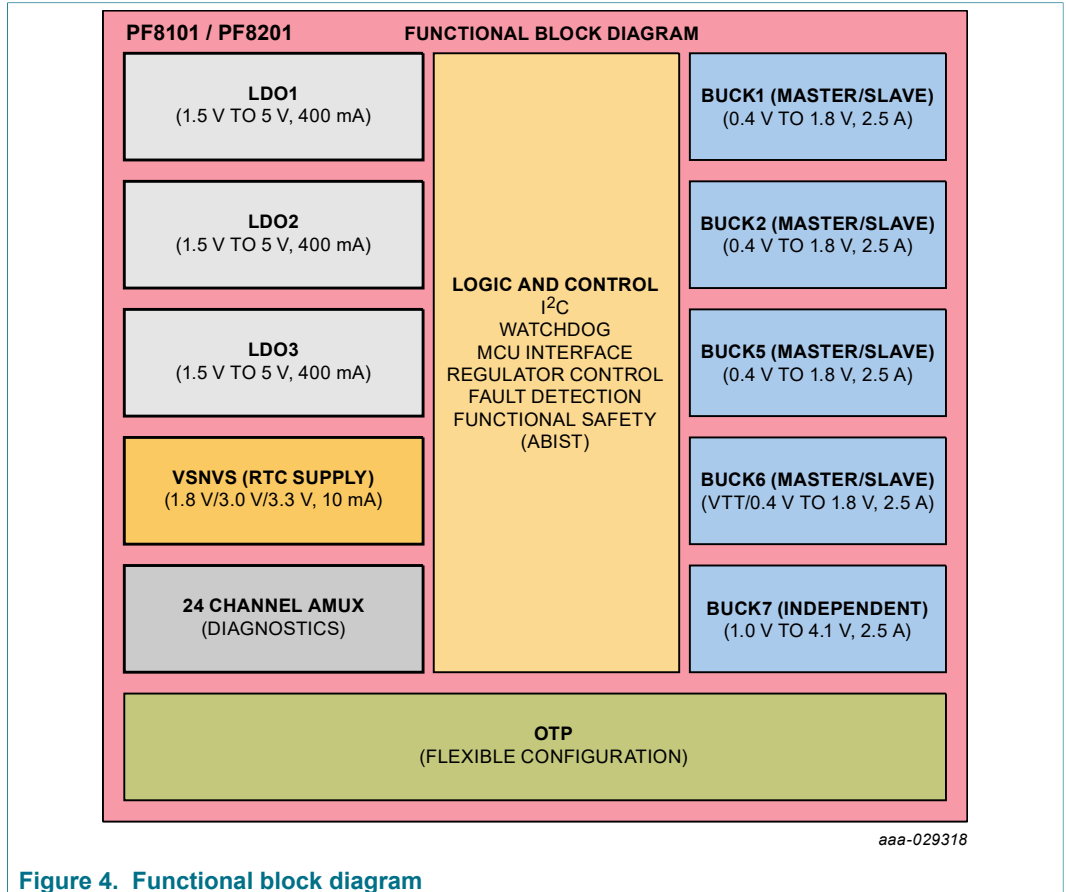 PF8101 / PF8201 FUNCTIONAL BLOCK DIAGRAM
LDO1
(1.5 V TO 5 V, 400 mA)
LDO2
(1.5 V TO 5 V, 400 mA)
LDO3
(1.5 V TO 5 V, 400 mA)
VSNVS (RTC SUPPLY)
(1.8 V/3.0 V/3.3 V, 10 mA)
24 CHANNEL AMUX
(DIAGNOSTICS)
LOGIC AND CONTROL
I²C
WATCHDOG
MCU INTERFACE
REGULATOR CONTROL
FAULT DETECTION
FUNCTIONAL SAFETY
(ABIST)
BUCK1 (MASTER/SLAVE)
(0.4 V TO 1.8 V, 2.5 A)
BUCK2 (MASTER/SLAVE)
(0.4 V TO 1.8 V, 2.5 A)
BUCK5 (MASTER/SLAVE)
(0.4 V TO 1.8 V, 2.5 A)
BUCK6 (MASTER/SLAVE)
(VTT/0.4 V TO 1.8 V, 2.5 A)
BUCK7 (INDEPENDENT)
(1.0 V TO 4.1 V, 2.5 A)
OTP
(FLEXIBLE CONFIGURATION)
aaa-029318
Figure 4. Functional block diagram